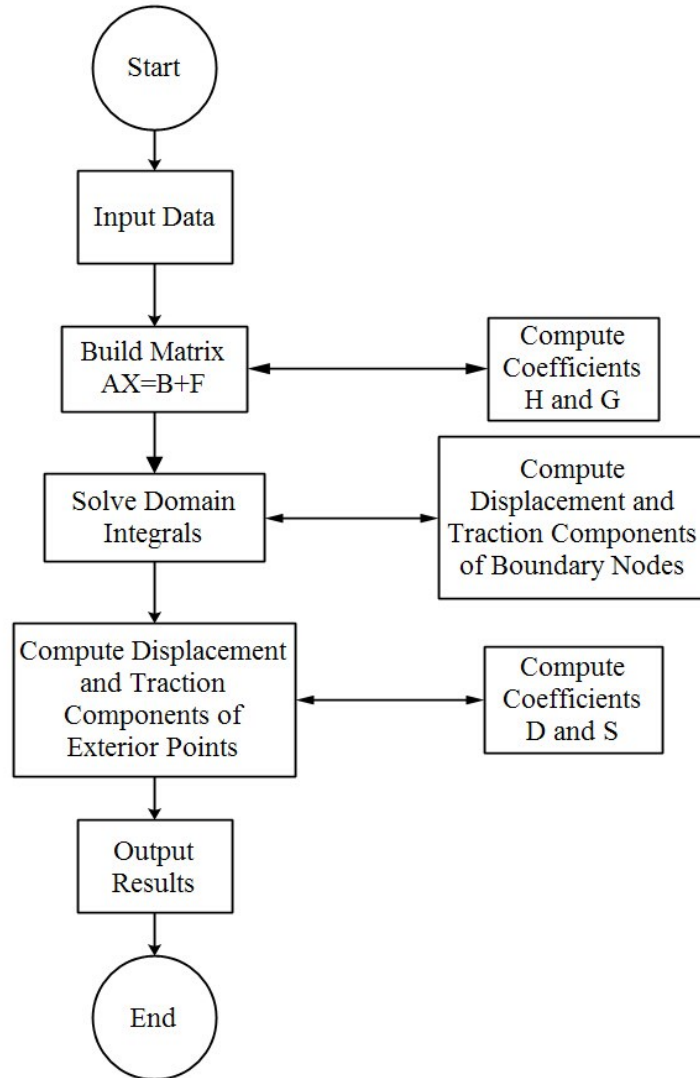 Start
Input Data
Build Matrix
AX=B+F
Compute
Coefficients
H and G
Solve Domain
Integrals
Compute
Displacement and
Traction Components
of Boundary Nodes
Compute Displacement
and Traction
Components of
Exterior Points
Compute
Coefficients
D and S
Output
Results
End